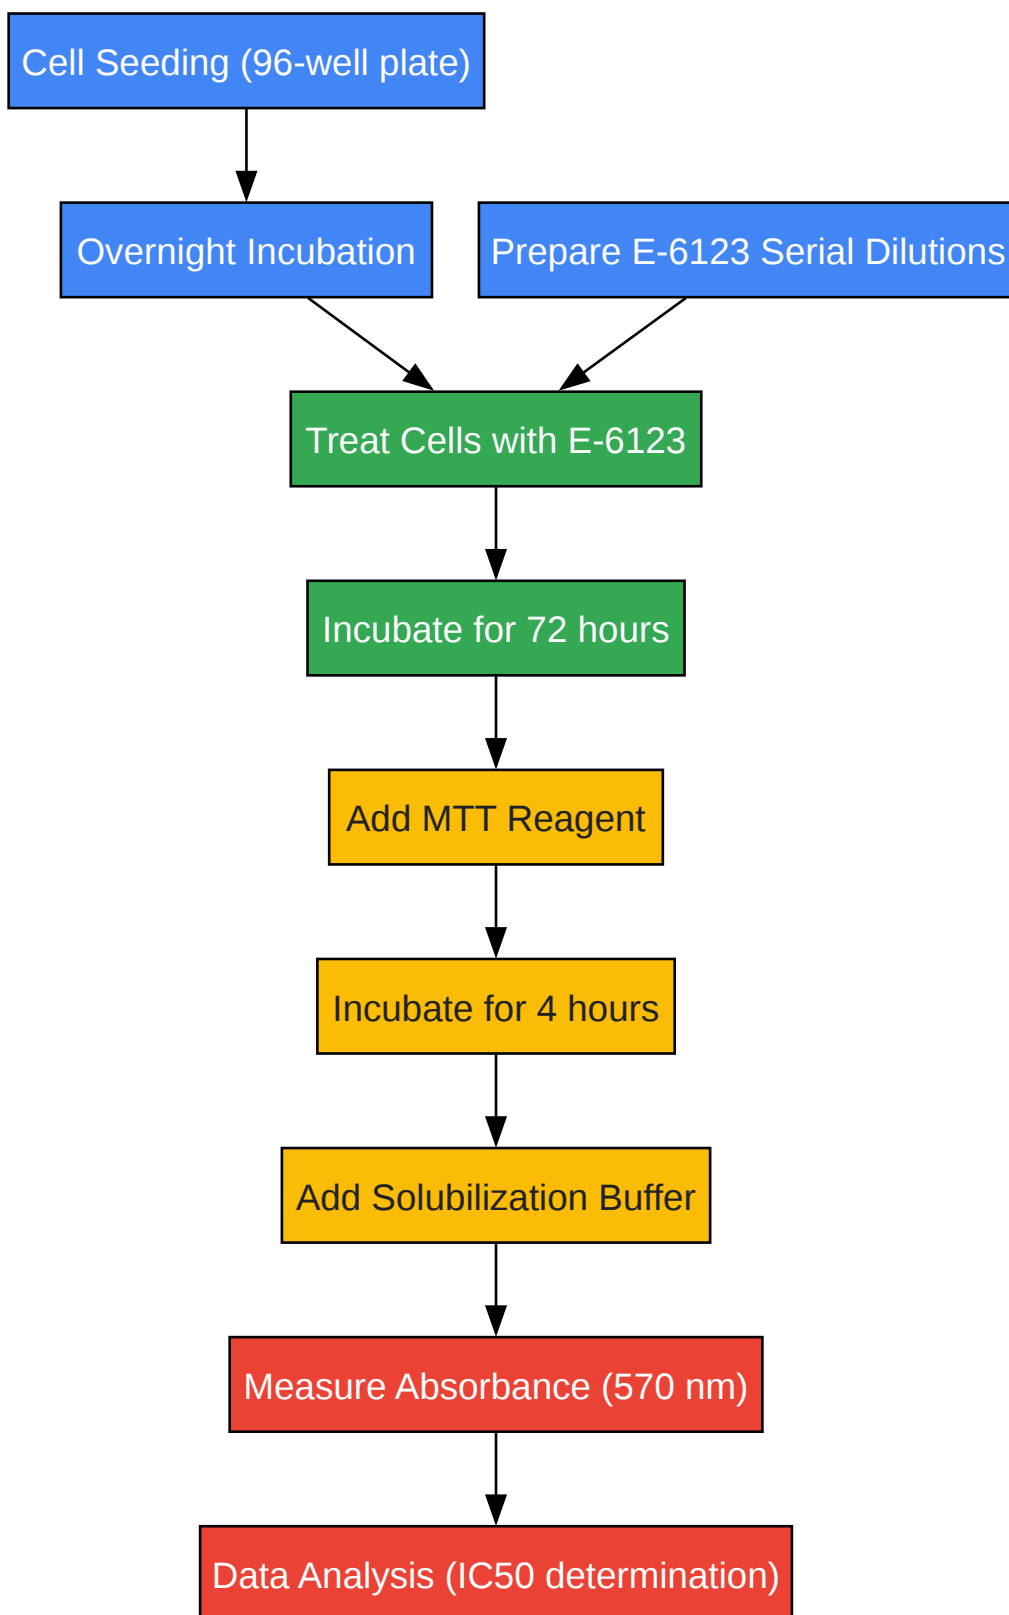 Cell Seeding (96-well plate)
Overnight Incubation
Prepare E-6123 Serial Dilutions
Treat Cells with E-6123
Incubate for 72 hours
Add MTT Reagent
Incubate for 4 hours
Add Solubilization Buffer
Measure Absorbance (570 nm)
Data Analysis (IC50 determination)